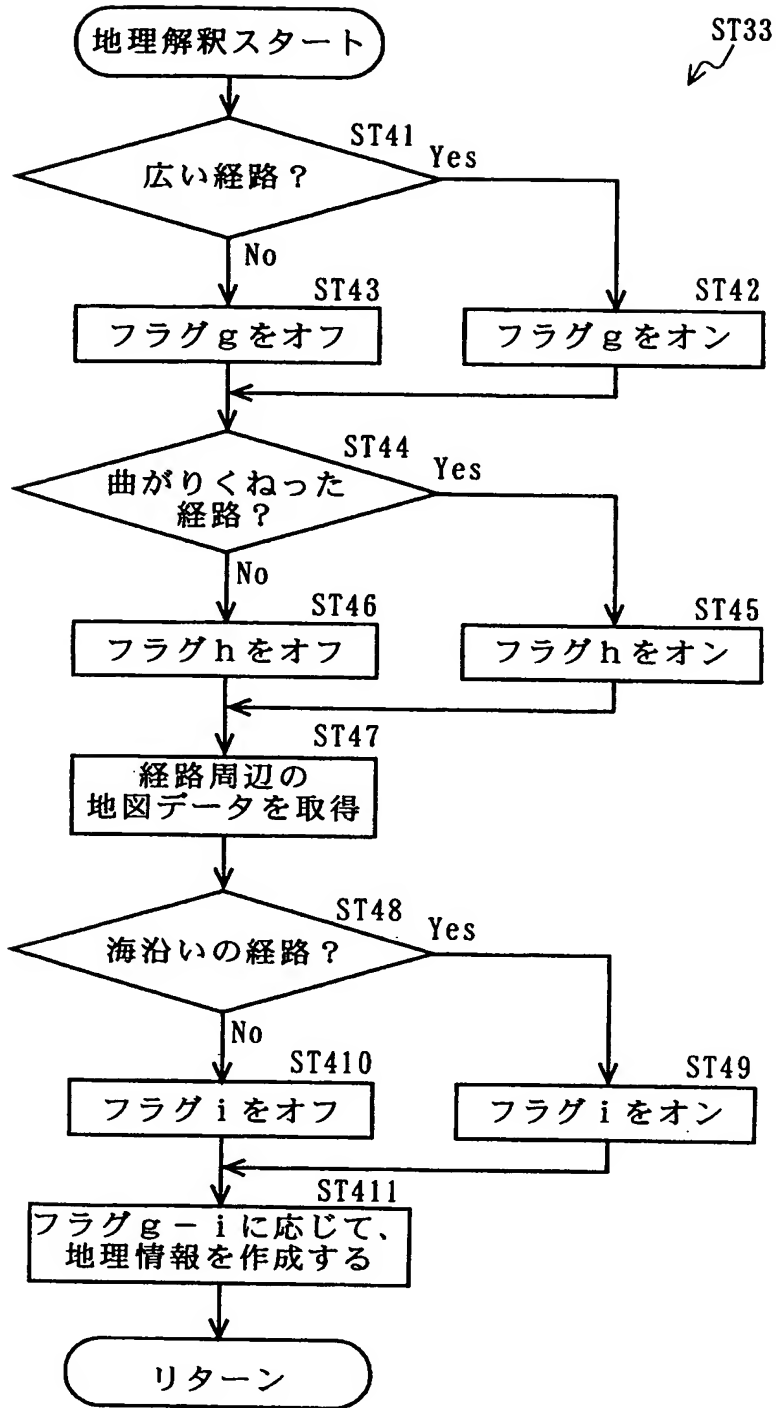 地理解釈スタート
ST33
ST41
広い経路？
Yes
No
ST43
フラグｇをオフ
ST42
フラグｇをオン
ST44
曲がりくねった
経路？
Yes
No
ST46
フラグｈをオフ
ST45
フラグｈをオン
ST47
経路周辺の
地図データを取得
ST48
海沿いの経路？
Yes
No
ST410
フラグｉをオフ
ST49
フラグｉをオン
ST411
フラグｇ－ｉに応じて、
地理情報を作成する
リターン